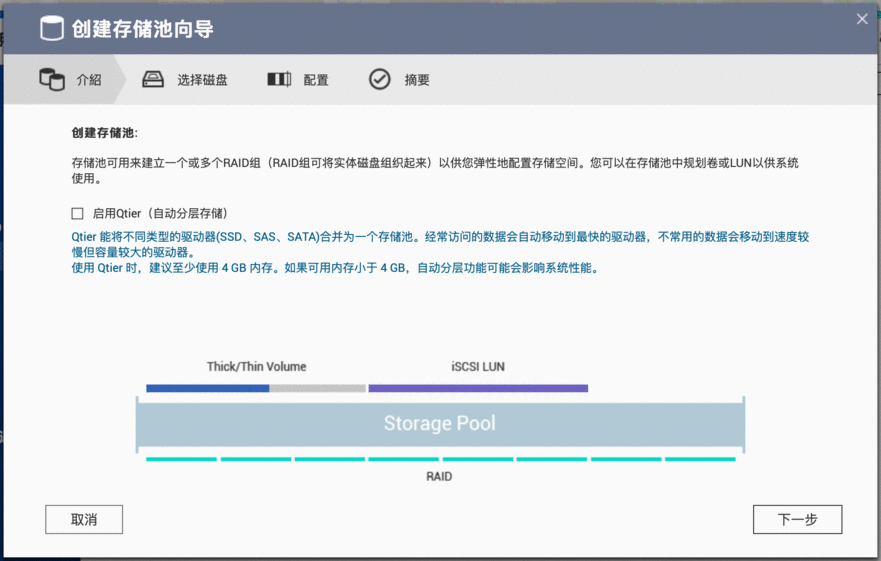 创建存储池向导
介紹
选择磁盘
配置
摘要
创建存储池:
存储池可用来建立一个或多个RAID组（RAID组可将实体磁盘组织起来）以供您弹性地配置存储空间。您可以在存储池中规划卷或LUN以供系统
使用。
启用Qtier（自动分层存储）
Qtier 能将不同类型的驱动器(SSD、SAS、SATA)合并为一个存储池。经常访问的数据会自动移动到最快的驱动器，不常用的数据会移动到速度较
慢但容量较大的驱动器。
使用 Qtier 时，建议至少使用 4 GB 内存。如果可用内存小于 4 GB，自动分层功能可能会影响系统性能。
Thick/Thin Volume
iSCSI LUN
Storage Pool
RAID
取消
下一步